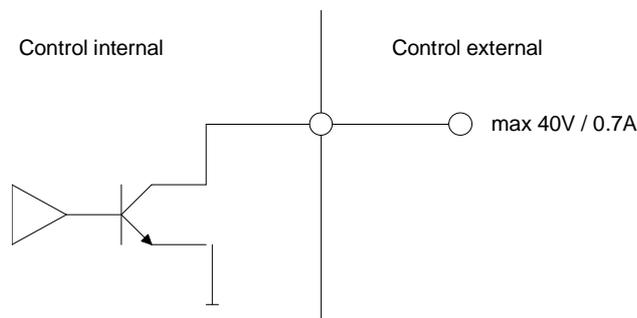 Control internal
Control external
max 40V / 0.7A